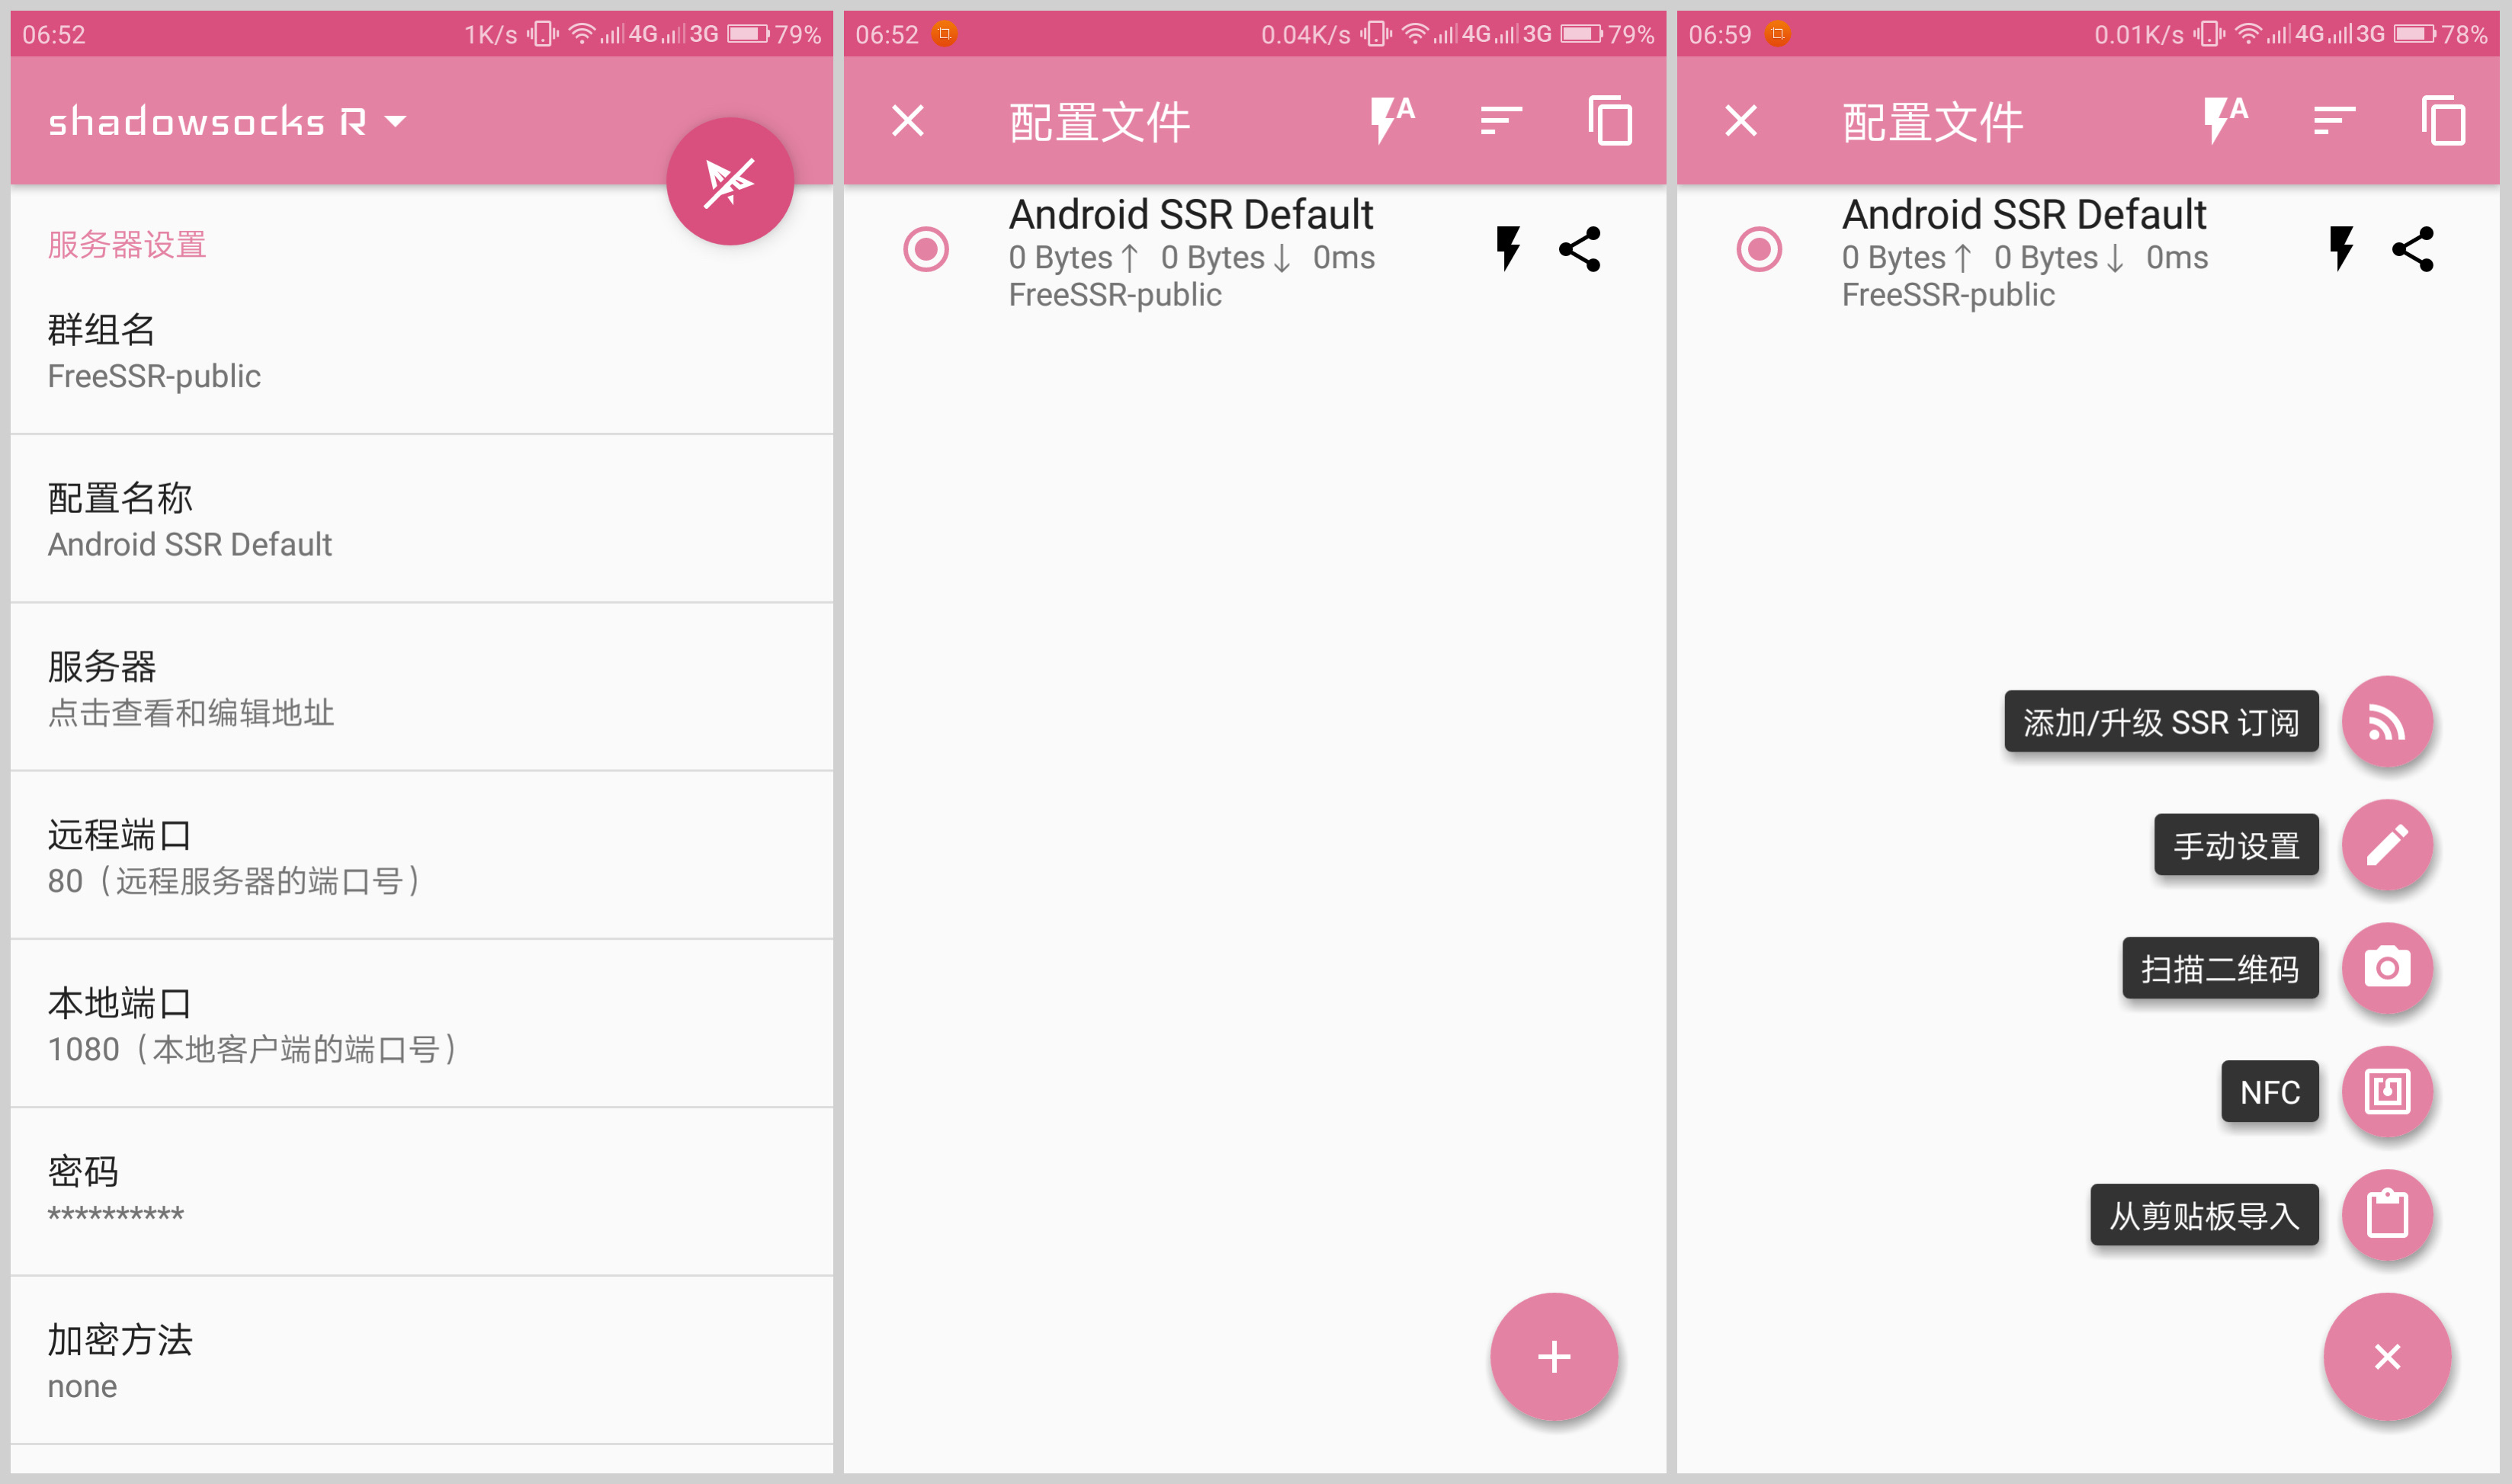 06:52 1K/s 4G 3G 79%
shadowsocks R
服务器设置
群组名
FreeSSR-public
配置名称
Android SSR Default
服务器
点击查看和编辑地址
远程端口
80（远程服务器的端口号）
本地端口
1080（本地客户端的端口号）
密码
**********
加密方法
none
06:52 0.04K/s 4G 3G 79%
配置文件
A
Android SSR Default
0 Bytes↑ 0 Bytes↓ 0ms
FreeSSR-public
06:59 0.01K/s 4G 3G 78%
配置文件
A
Android SSR Default
0 Bytes↑ 0 Bytes↓ 0ms
FreeSSR-public
添加/升级 SSR 订阅
手动设置
扫描二维码
NFC
从剪贴板导入